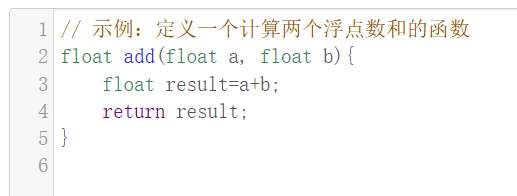 1 // 示例：定义一个计算两个浮点数和的函数
2 float add(float a, float b){
3     float result=a+b;
4     return result;
5 }
6